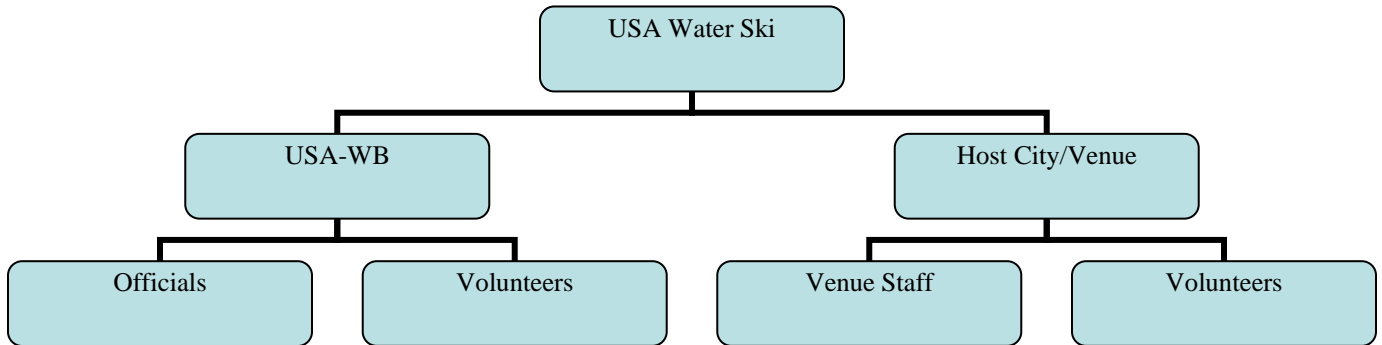 USA Water Ski
USA-WB
Host City/Venue
Officials
Volunteers
Venue Staff
Volunteers